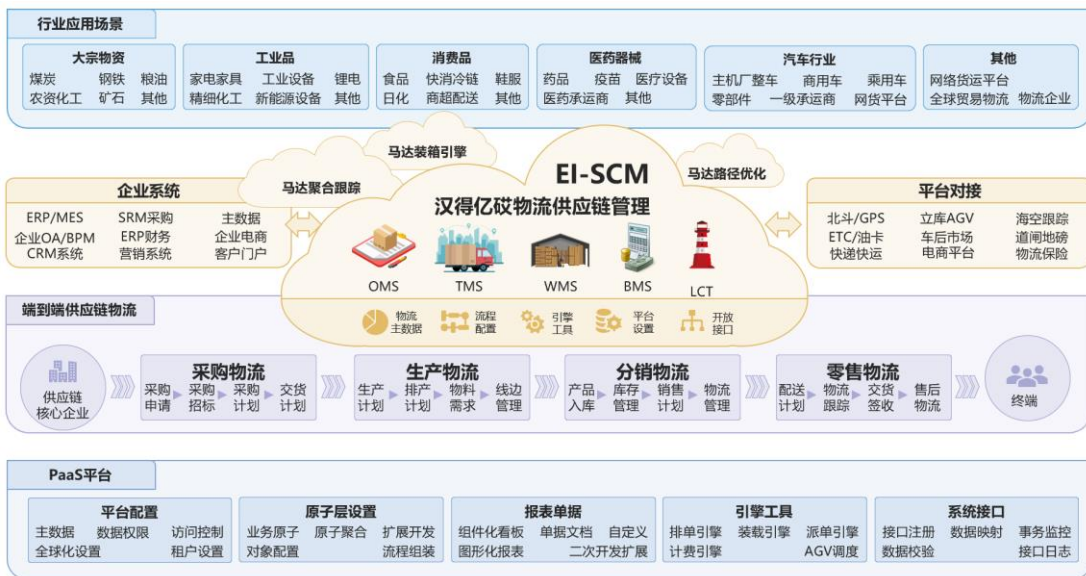 行业应用场景
大宗物资
煤炭 钢铁 粮油
农资化工 矿石 其他
工业品
家电家具 工业设备 锂电
精细化工 新能源设备 其他
消费品
食品 快消冷链 鞋服
日化 商超配送 其他
医药器械
药品 疫苗 医疗设备
医药承运商 其他
汽车行业
主机厂整车 商用车 乘用车
零部件 一级承运商 网货平台
其他
网络货运平台
全球贸易物流 物流企业
马达装箱引擎
马达聚合跟踪
马达路径优化
企业系统
ERP/MES SRM采购 主数据
企业OA/BPM ERP财务 企业电商
CRM系统 营销系统 客户门户
EI-SCM
汉得亿砹物流供应链管理
OMS TMS WMS BMS LCT
物流
主数据
流程
配置
引擎
工具
平台
设置
开放
接口
平台对接
北斗/GPS 立库AGV 海空跟踪
ETC/油卡 车后市场 道闸地磅
快递快运 电商平台 物流保险
端到端供应链物流
供应链
核心企业
采购物流
采购 采购 采购 交货
申请 招标 计划 计划
生产物流
生产 排产 物料 线边
计划 计划 需求 管理
分销物流
产品 库存 销售 物流
入库 管理 计划 管理
零售物流
配送 物流 交货 售后
计划 跟踪 签收 物流
终端
PaaS平台
平台配置
主数据 数据权限 访问控制
全球化设置 租户设置
原子层设置
业务原子 原子聚合 扩展开发
对象配置 流程组装
报表单据
组件化看板 单据文档 自定义
图形化报表 二次开发扩展
引擎工具
排单引擎 装载引擎 派单引擎
计费引擎 AGV调度
系统接口
接口注册 数据映射 事务监控
数据校验 接口日志